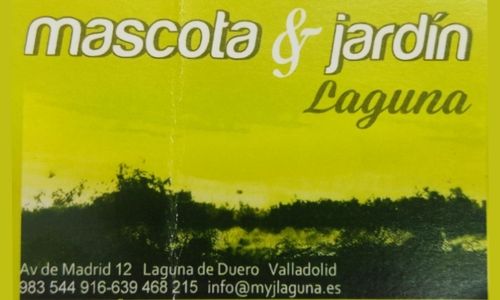 mascota & jardín
Laguna
Av de Madrid 12 Laguna de Duero Valladolid
983 544 916-639 468 215 info@myjlaguna.es